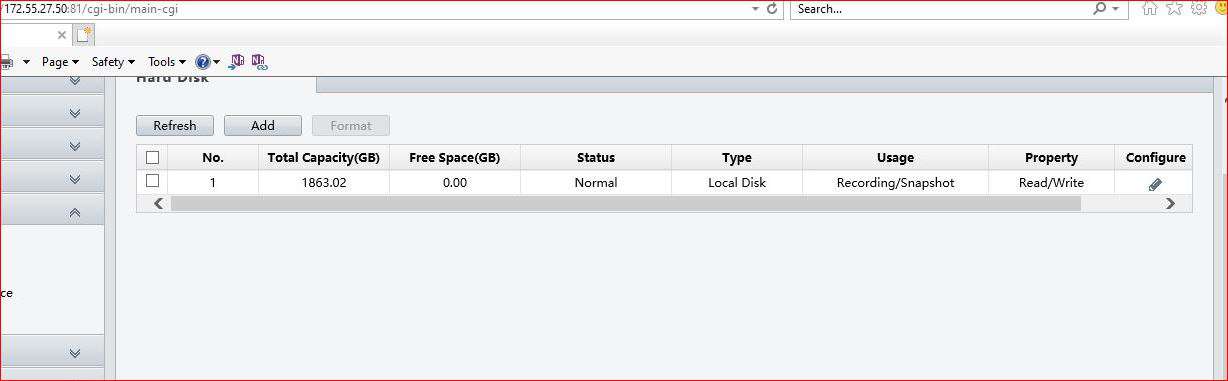 /172.55.27.50:81/cgi-bin/main-cgi
Search...
Page Safety Tools
Hard Disk
Refresh Add Format
No. Total Capacity(GB) Free Space(GB) Status Type Usage Property Configure
1 1863.02 0.00 Normal Local Disk Recording/Snapshot Read/Write
ce